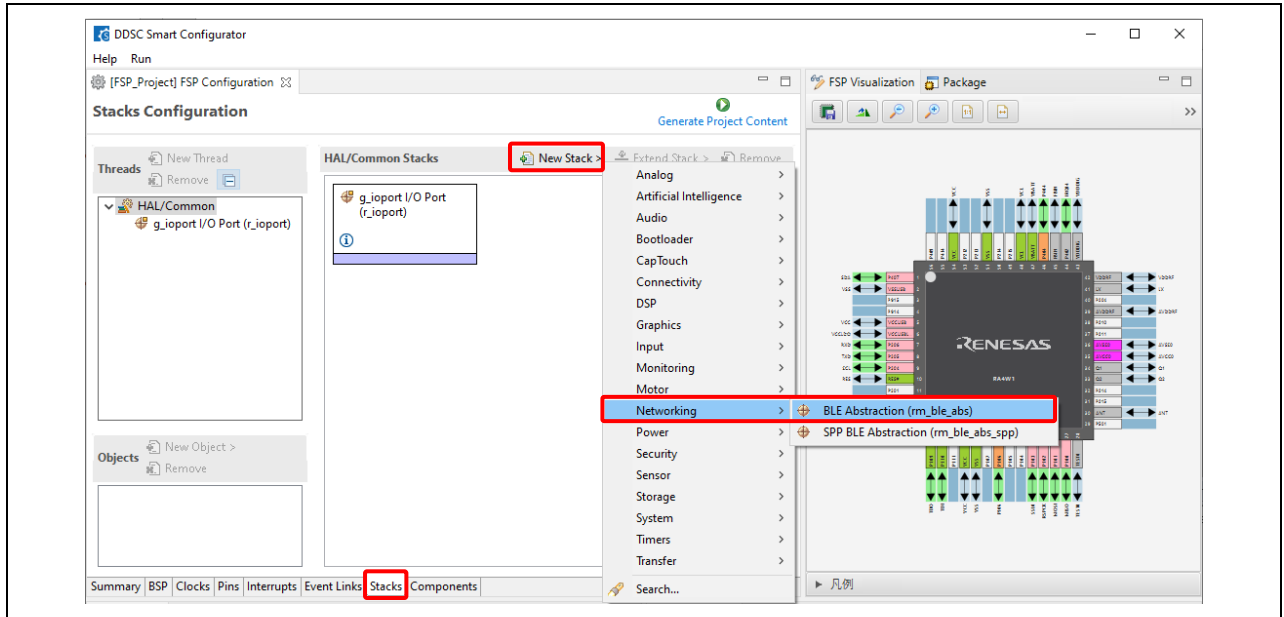 DDSC Smart Configurator
Help Run
[FSP_Project] FSP Configuration
Stacks Configuration
Generate Project Content
Threads
New Thread
Remove
HAL/Common
g_ioport I/O Port (r_ioport)
Objects
New Object >
Remove
HAL/Common Stacks
New Stack >
Extend Stack >
Remove
g_ioport I/O Port
(r_ioport)
Analog >
Artificial Intelligence >
Audio >
Bootloader >
CapTouch >
Connectivity >
DSP >
Graphics >
Input >
Monitoring >
Motor >
Networking >
Power >
Security >
Sensor >
Storage >
System >
Timers >
Transfer >
Search...
BLE Abstraction (rm_ble_abs)
SPP BLE Abstraction (rm_ble_abs_spp)
Summary BSP Clocks Pins Interrupts Event Links Stacks Components
FSP Visualization
Package
RENESAS
RA4W1
凡例